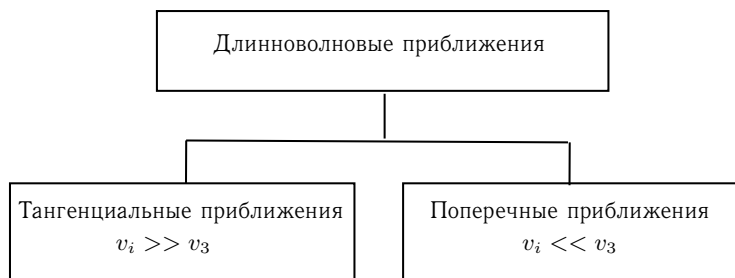 Длинноволновые приближения
Тангенциальные приближения
v_i >> v_3
Поперечные приближения
v_i << v_3